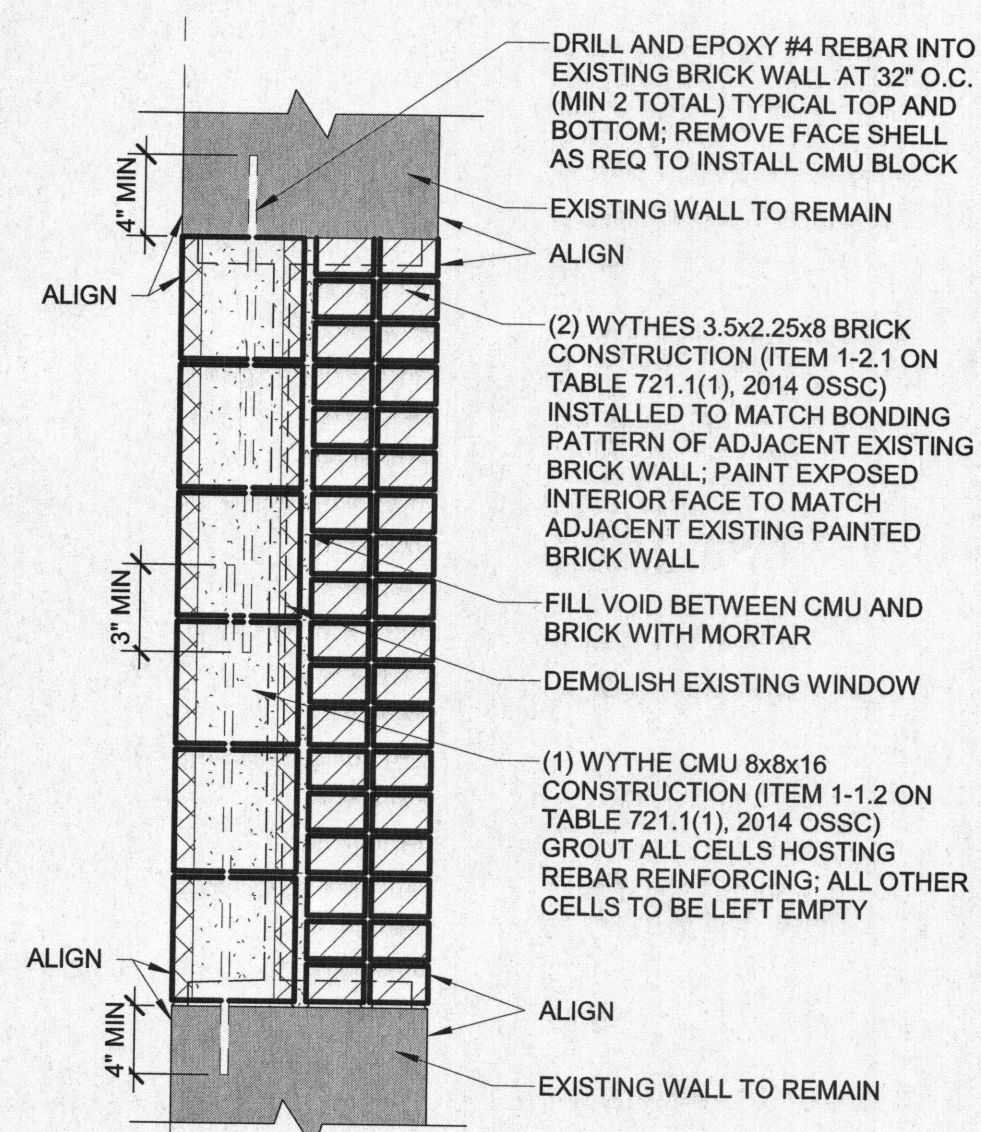 DRILL AND EPOXY #4 REBAR INTO
EXISTING BRICK WALL AT 32" O.C.
(MIN 2 TOTAL) TYPICAL TOP AND
BOTTOM; REMOVE FACE SHELL
AS REQ TO INSTALL CMU BLOCK
4" MIN
EXISTING WALL TO REMAIN
ALIGN
ALIGN
(2) WYTHES 3.5x2.25x8 BRICK
CONSTRUCTION (ITEM 1-2.1 ON
TABLE 721.1(1), 2014 OSSC)
INSTALLED TO MATCH BONDING
PATTERN OF ADJACENT EXISTING
BRICK WALL; PAINT EXPOSED
INTERIOR FACE TO MATCH
ADJACENT EXISTING PAINTED
BRICK WALL
3" MIN
FILL VOID BETWEEN CMU AND
BRICK WITH MORTAR
DEMOLISH EXISTING WINDOW
(1) WYTHE CMU 8x8x16
CONSTRUCTION (ITEM 1-1.2 ON
TABLE 721.1(1), 2014 OSSC)
GROUT ALL CELLS HOSTING
REBAR REINFORCING; ALL OTHER
CELLS TO BE LEFT EMPTY
ALIGN
ALIGN
4" MIN
EXISTING WALL TO REMAIN